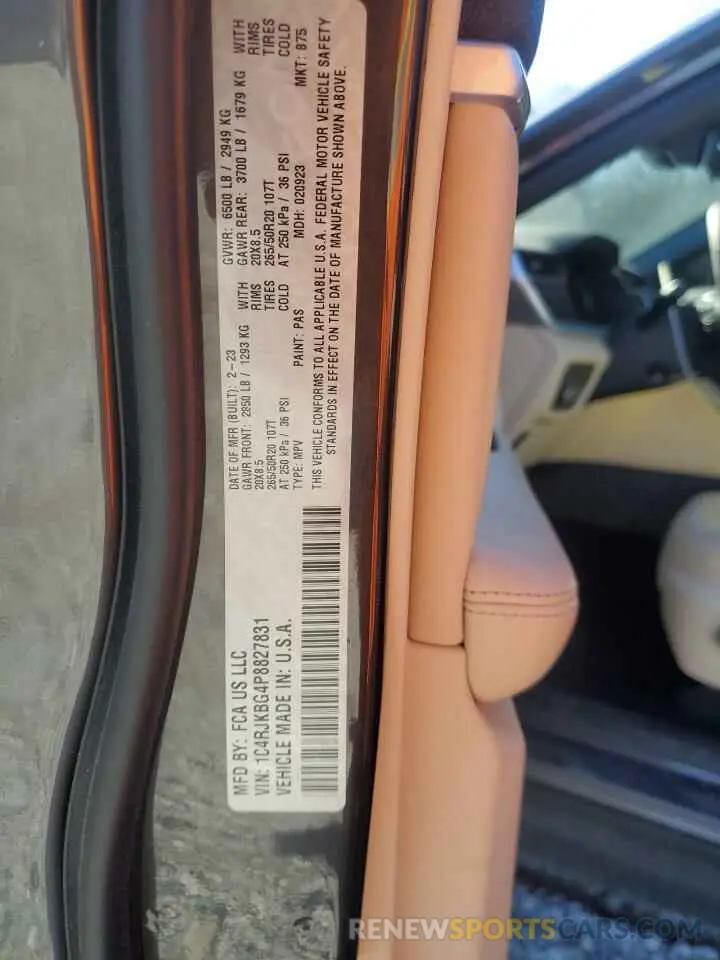 MFD BY: FCA US LLC
DATE OF MFR (BUILT): 2-23
GVWR: 6500 LB / 2949 KG
GAWR FRONT: 2850 LB / 1293 KG WITH
GAWR REAR: 3700 LB / 1679 KG WITH
20X8.5 RIMS
20X8.5 RIMS
265/50R20 107T TIRES
265/50R20 107T TIRES
AT 250 kPa / 36 PSI COLD
AT 250 kPa / 36 PSI COLD
VIN: 1C4RJKBG4P8827831
TYPE: MPV PAINT: PAS MDH: 020923 MKT: B75
VEHICLE MADE IN: U.S.A.
THIS VEHICLE CONFORMS TO ALL APPLICABLE U.S.A. FEDERAL MOTOR VEHICLE SAFETY
STANDARDS IN EFFECT ON THE DATE OF MANUFACTURE SHOWN ABOVE.
RENEWSPORTSCARS.COM